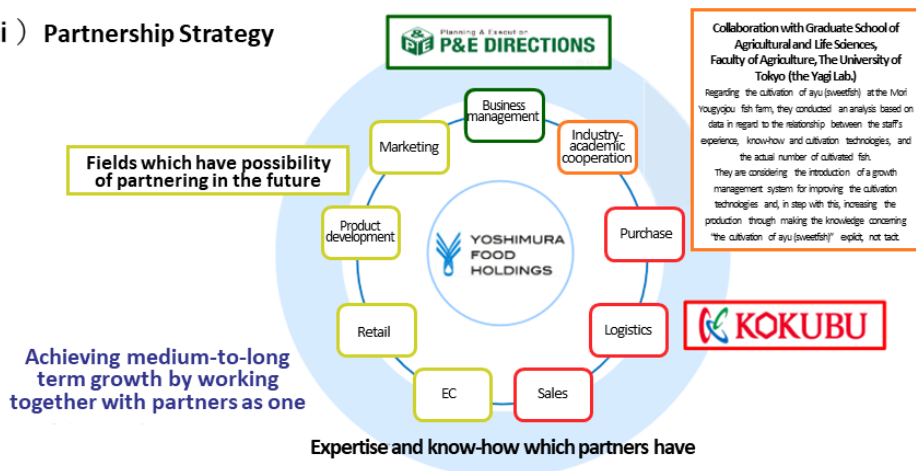 i ）Partnership Strategy
Planning & Execution
P&E DIRECTIONS
Collaboration with Graduate School of
Agricultural and Life Sciences,
Faculty of Agriculture, The University of
Tokyo (the Yagi Lab.)
Regarding the cultivation of ayu (sweetfish) at the Mori
Yougyojou fish farm, they conducted an analysis based on
data in regard to the relationship between the staff's
experience, know-how and cultivation technologies, and
the actual number of cultivated fish.
They are considering the introduction of a growth
management system for improving the cultivation
technologies and, in step with this, increasing the
production through making the knowledge concerning
"the cultivation of ayu (sweetfish)" explicit, not tacit.
Business
management
Marketing
Industry-
academic
cooperation
Fields which have possibility
of partnering in the future
Product
development
YOSHIMURA
FOOD
HOLDINGS
Purchase
Retail
Logistics
KOKUBU
Achieving medium-to-long
term growth by working
together with partners as one
EC
Sales
Expertise and know-how which partners have